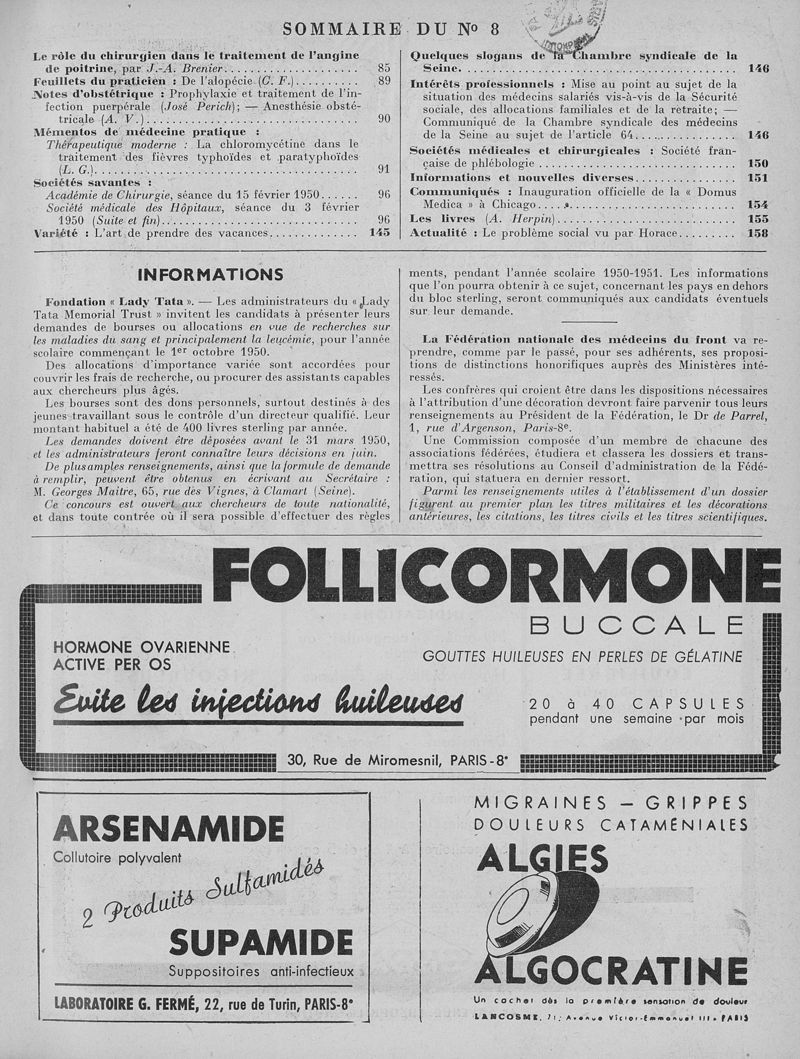 SOMMAIRE DU No 8
Le rôle du chirurgien dans le traitement de l'angine
de poitrine, par J.-A. Brenier.................... 85
Feuillets du praticien : De l'alopécie (G. F.)......... 89
Notes d'obstétrique : Prophylaxie et traitement de l'in-
fection puerpérale (José Perich); — Anesthésie obsté-
tricale (A. V.)................................ 90
Mémentos de médecine pratique :
Thérapeutique moderne : La chloromycétine dans le
traitement des fièvres typhoïdes et paratyphoïdes
(L. G.)........................................ 91
Sociétés savantes :
Académie de Chirurgie, séance du 15 février 1950...... 96
Société médicale des Hôpitaux, séance du 3 février
1950 (Suite et fin)............................ 96
Variété : L'art de prendre des vacances............. 145
Quelques slogans de la Chambre syndicale de la
Seine........................................ 146
Intérêts professionnels : Mise au point au sujet de la
situation des médecins salariés vis-à-vis de la Sécurité
sociale, des allocations familiales et de la retraite; —
Communiqué de la Chambre syndicale des médecins
de la Seine au sujet de l'article 64................ 146
Sociétés médicales et chirurgicales : Société fran-
çaise de phlébologie ............................ 150
Informations et nouvelles diverses............... 151
Communiqués : Inauguration officielle de la « Domus
Medica » à Chicago............................ 154
Les livres (A. Herpin)......................... 155
Actualité : Le problème social vu par Horace......... 158
INFORMATIONS
Fondation « Lady Tata ». — Les administrateurs du « Lady
Tata Memorial Trust » invitent les candidats à présenter leurs
demandes de bourses ou allocations en vue de recherches sur
les maladies du sang et principalement la leucémie, pour l'année
scolaire commençant le 1er octobre 1950.
Des allocations d'importance variée sont accordées pour
couvrir les frais de recherche, ou procurer des assistants capables
aux chercheurs plus âgés.
Les bourses sont des dons personnels, surtout destinés à des
jeunes travaillant sous le contrôle d'un directeur qualifié. Leur
montant habituel a été de 400 livres sterling par année.
Les demandes doivent être déposées avant le 31 mars 1950,
et les administrateurs feront connaître leurs décisions en juin.
De plus amples renseignements, ainsi que la formule de demande
à remplir, peuvent être obtenus en écrivant au Secrétaire :
M. Georges Maitre, 65, rue des Vignes, à Clamart (Seine).
Ce concours est ouvert aux chercheurs de toute nationalité,
et dans toute contrée où il sera possible d'effectuer des règles
ments, pendant l'année scolaire 1950-1951. Les informations
que l'on pourra obtenir à ce sujet, concernant les pays en dehors
du bloc sterling, seront communiqués aux candidats éventuels
sur leur demande.
La Fédération nationale des médecins du front va re-
prendre, comme par le passé, pour ses adhérents, ses proposi-
tions de distinctions honorifiques auprès des Ministères inté-
ressés.
Les confrères qui croient être dans les dispositions nécessaires
à l'attribution d'une décoration devront faire parvenir tous leurs
renseignements au Président de la Fédération, le Dr de Parrel,
1, rue d'Argenson, Paris-8e.
Une Commission composée d'un membre de chacune des
associations fédérées, étudiera et classera les dossiers et trans-
mettra ses résolutions au Conseil d'administration de la Fédé-
ration, qui statuera en dernier ressort.
Parmi les renseignements utiles à l'établissement d'un dossier
figurent au premier plan les titres militaires et les décorations
antérieures, les citations, les titres civils et les titres scientifiques.
FOLLICORMONE
BUCCALE
HORMONE OVARIENNE
ACTIVE PER OS
GOUTTES HUILEUSES EN PERLES DE GÉLATINE
Evite les injections huileuses
20 à 40 CAPSULES
pendant une semaine par mois
30, Rue de Miromesnil, PARIS-8e
ARSENAMIDE
Collutoire polyvalent
2 Produits Sulfamidés
SUPAMIDE
Suppositoires anti-infectieux
LABORATOIRE G. FERMÉ, 22, rue de Turin, PARIS-8e
MIGRAINES – GRIPPES
DOULEURS CATAMÉNIALES
ALGIES
ALGOCRATINE
Un cachet dès la première sensation de douleur
LANCOSME, 71, Avenue Victor-Emmanuel III - PARIS